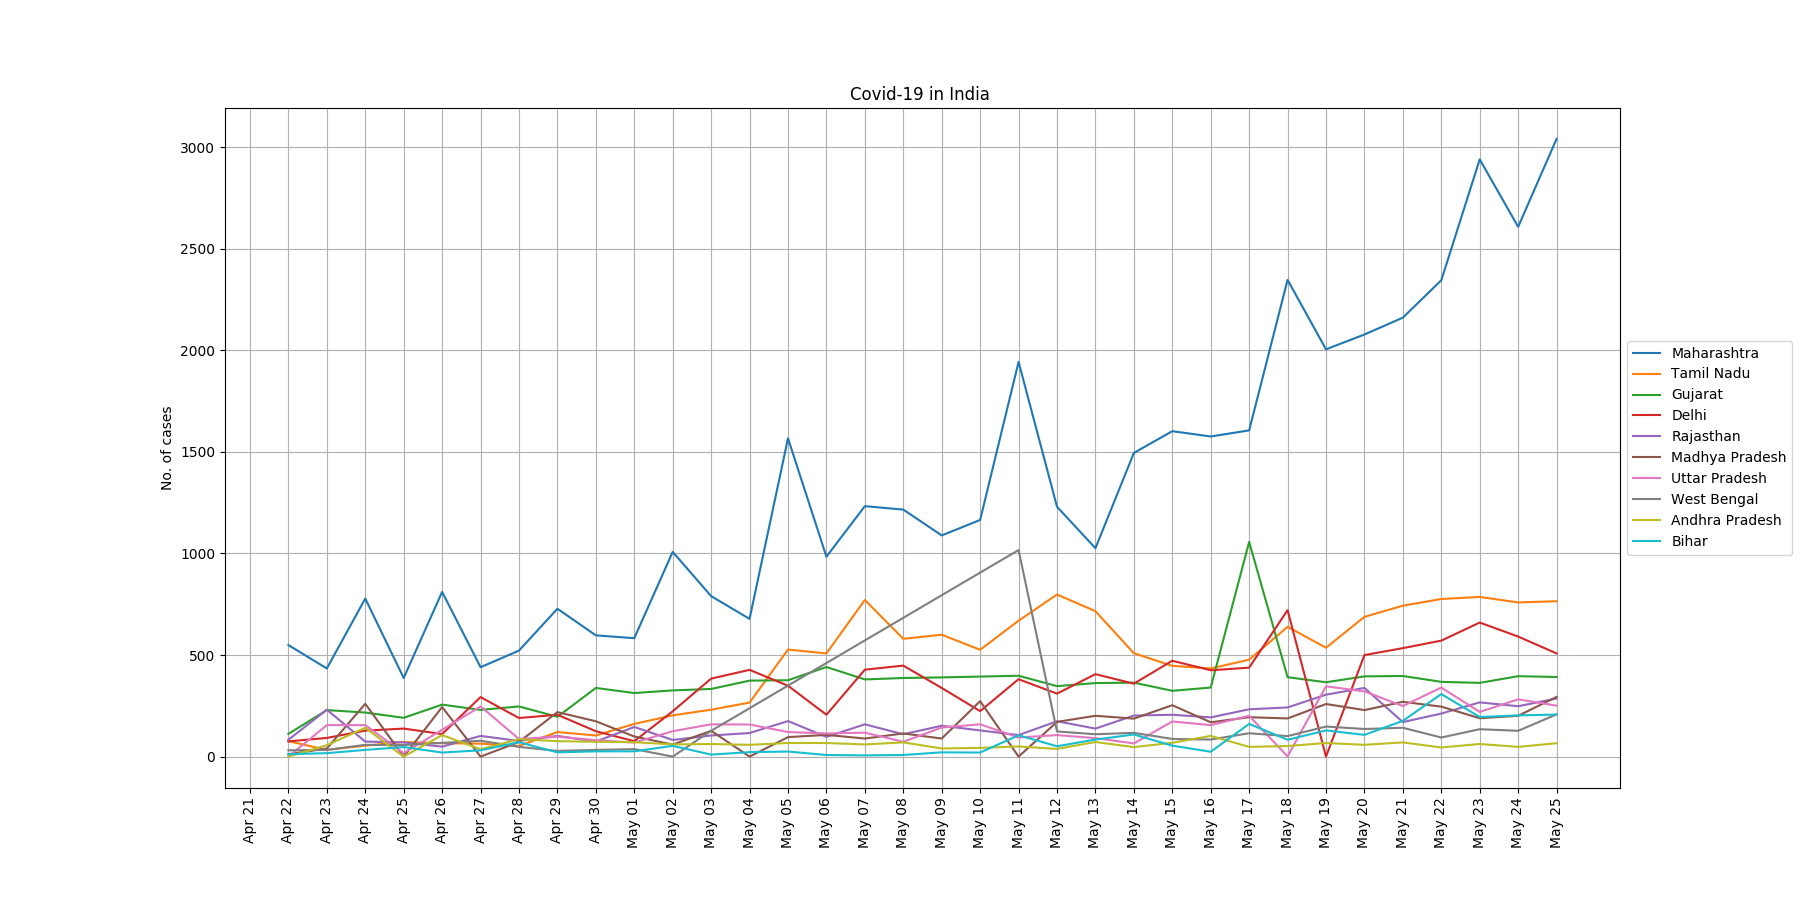 Covid-19 in India
No. of cases
3000
2500
2000
1500
1000
500
0
Apr 21
Apr 22
Apr 23
Apr 24
Apr 25
Apr 26
Apr 27
Apr 28
Apr 29
Apr 30
May 01
May 02
May 03
May 04
May 05
May 06
May 07
May 08
May 09
May 10
May 11
May 12
May 13
May 14
May 15
May 16
May 17
May 18
May 19
May 20
May 21
May 22
May 23
May 24
May 25
Maharashtra
Tamil Nadu
Gujarat
Delhi
Rajasthan
Madhya Pradesh
Uttar Pradesh
West Bengal
Andhra Pradesh
Bihar